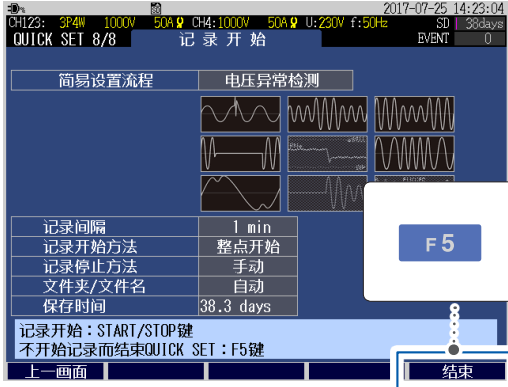 2017-07-25 14:23:04
CH123: 3P4W 1000V 50A CH4:1000V 50A U:230V f:50Hz SD 38days
QUICK SET 8/8 记录开始 EVENT 0
简易设置流程 电压异常检测
记录间隔 1 min
记录开始方法 整点开始
记录停止方法 手动
文件夹/文件名 自动
保存时间 38.3 days
F5
记录开始：START/STOP键
不开始记录而结束QUICK SET：F5键
上一画面 结束